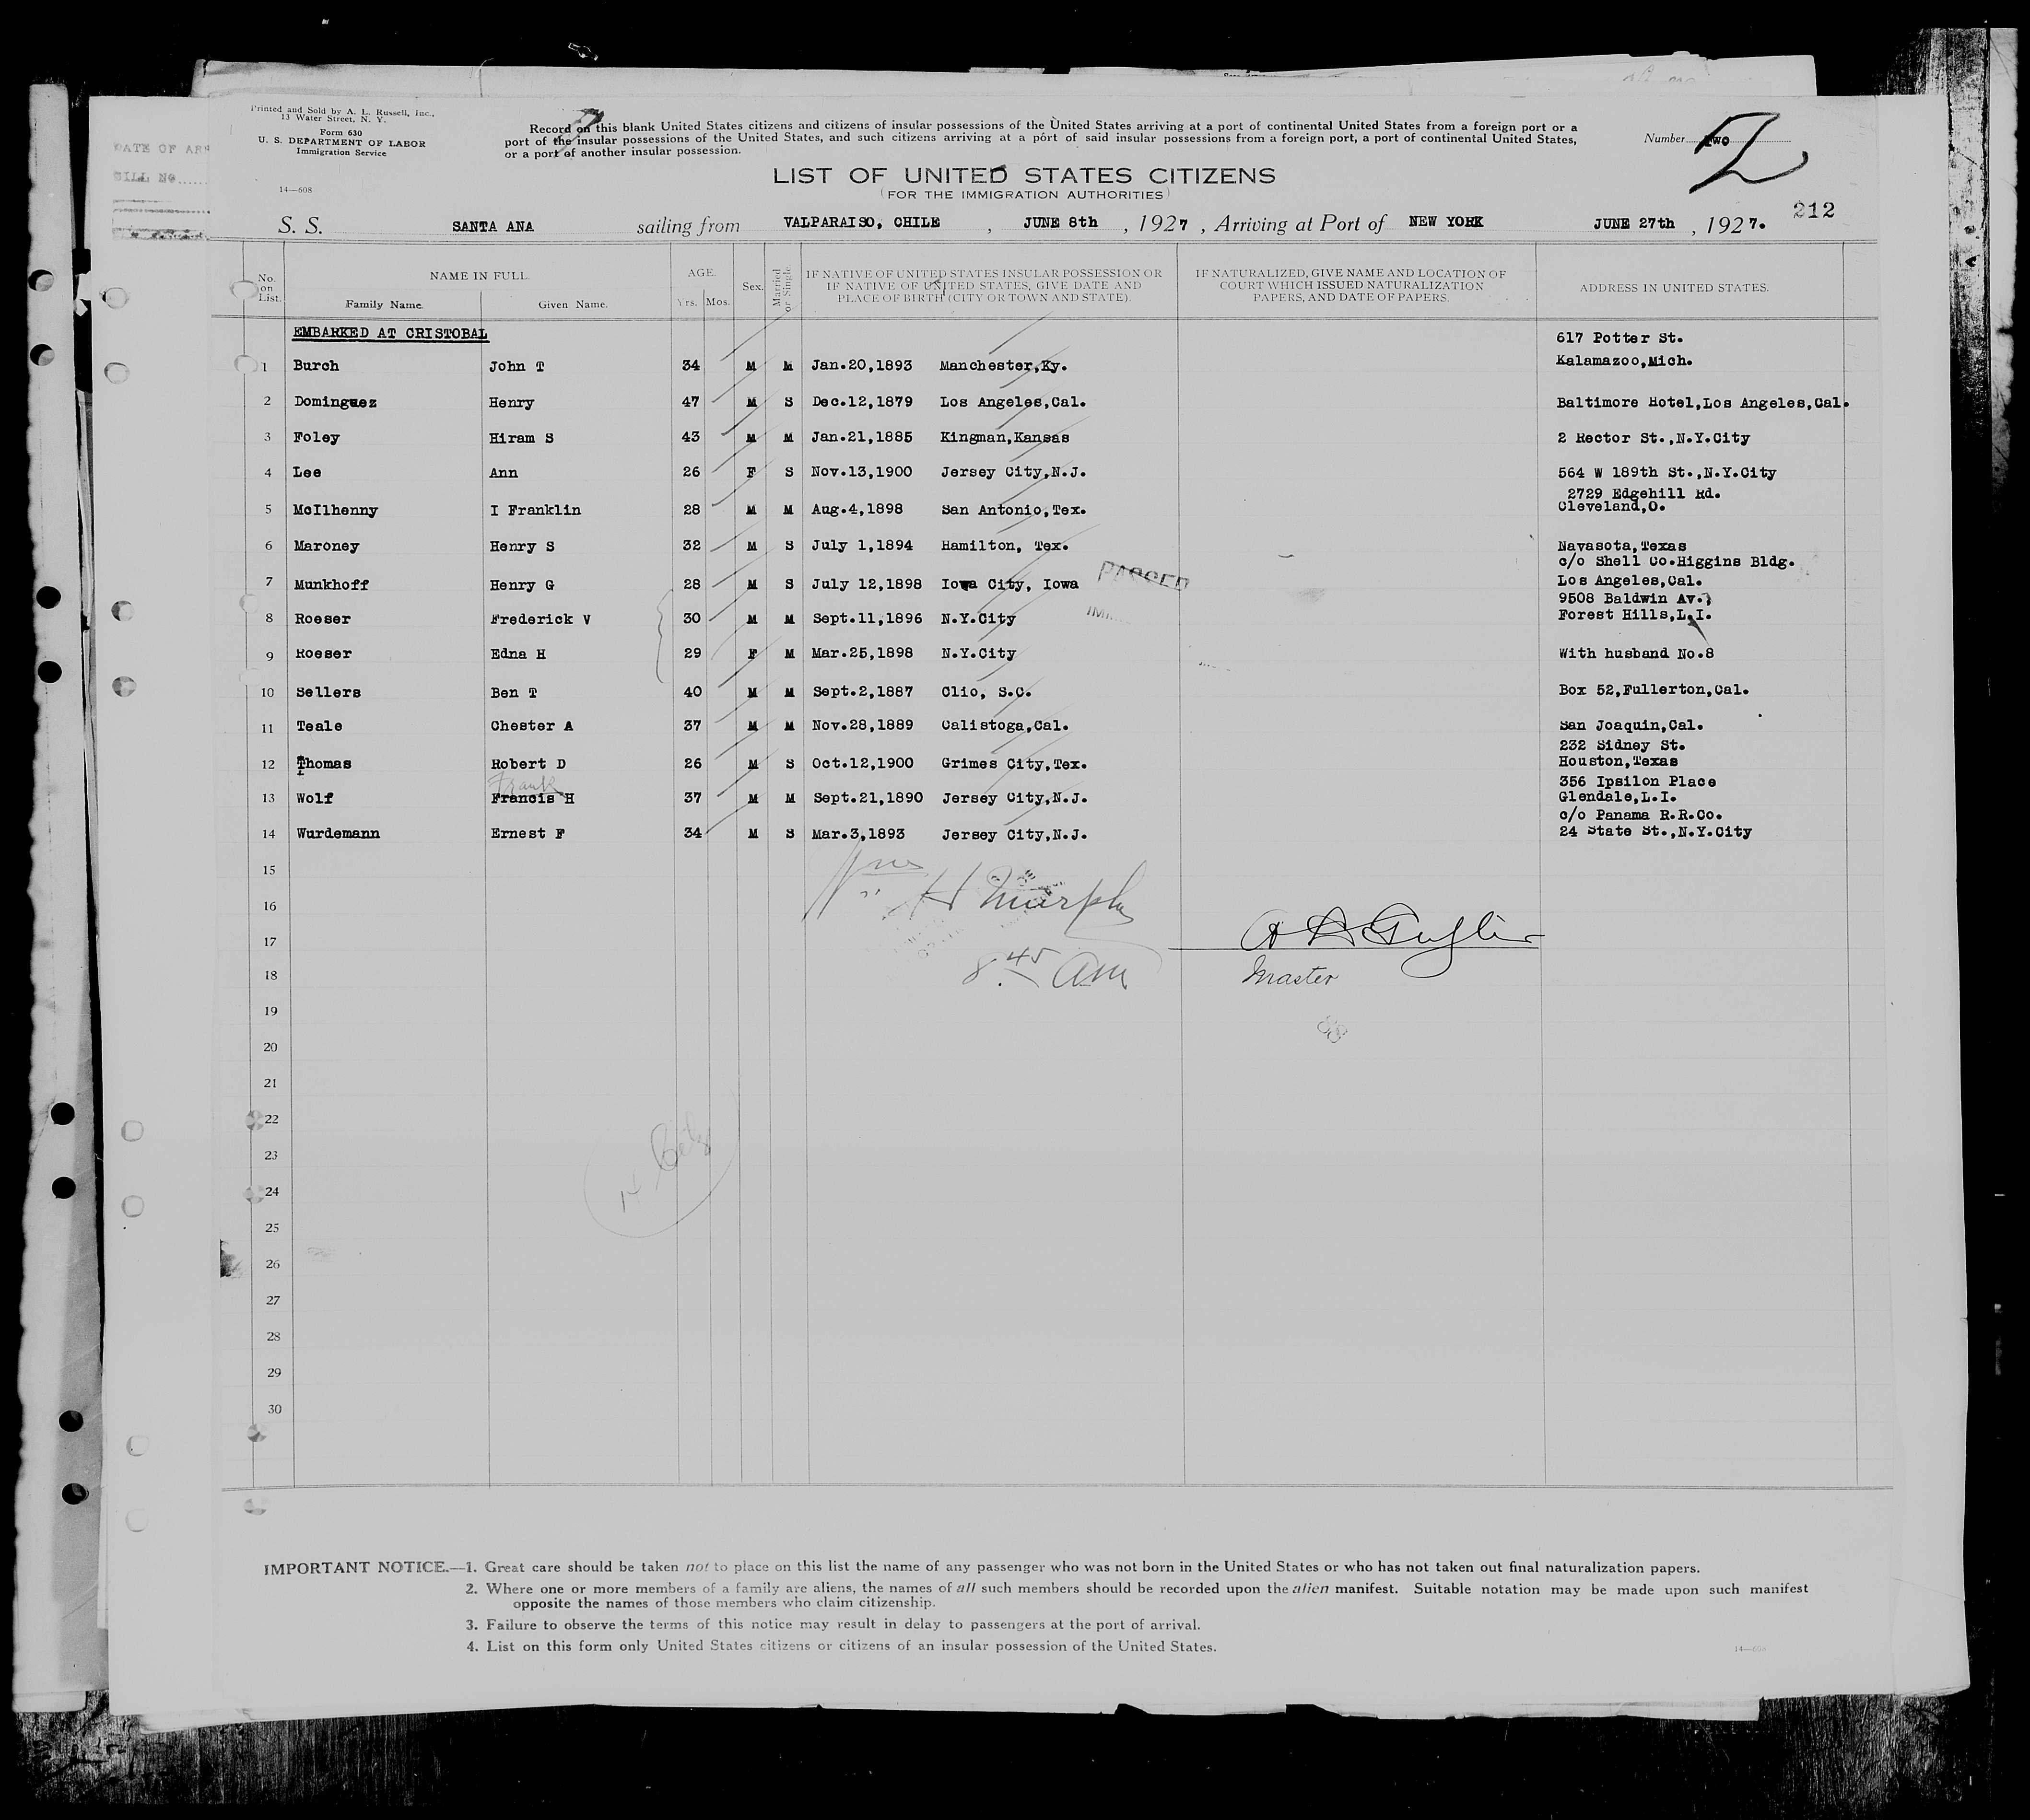 Printed and Sold by A. L. Russell, Inc.,
13 Water Street, N. Y.
Form 630
U. S. DEPARTMENT OF LABOR
Immigration Service
14—608
DATE OF
Record on this blank United States citizens and citizens of insular possessions of the United States arriving at a port of continental United States from a foreign port or a
port of the insular possessions of the United States, and such citizens arriving at a port of said insular possessions from a foreign port, a port of continental United States,
or a port of another insular possession.
Number TWO
2
LIST OF UNITED STATES CITIZENS
(FOR THE IMMIGRATION AUTHORITIES)
212
S. S. SANTA ANA sailing from VALPARAISO, CHILE , JUNE 8th , 1927 , Arriving at Port of NEW YORK JUNE 27th , 1927.
No. on List. NAME IN FULL. Family Name. Given Name. AGE. Yrs. Mos. Sex. Married or Single. IF NATIVE OF UNITED STATES INSULAR POSSESSION OR IF NATIVE OF UNITED STATES, GIVE DATE AND PLACE OF BIRTH (CITY OR TOWN AND STATE). IF NATURALIZED, GIVE NAME AND LOCATION OF COURT WHICH ISSUED NATURALIZATION PAPERS, AND DATE OF PAPERS. ADDRESS IN UNITED STATES.
EMBARKED AT CRISTOBAL
617 Potter St.
1 Burch John T 34 M M Jan.20,1893 Manchester,Ky. Kalamazoo,Mich.
2 Dominguez Henry 47 M S Dec.12,1879 Los Angeles,Cal. Baltimore Hotel,Los Angeles,Cal.
3 Foley Hiram S 43 M M Jan.21,1885 Kingman,Kansas 2 Rector St.,N.Y.City
4 Lee Ann 26 F S Nov.13,1900 Jersey City,N.J. 564 W 189th St.,N.Y.City
2729 Edgehill Rd.
5 McIlhenny I Franklin 28 M M Aug.4,1898 San Antonio,Tex. Cleveland,O.
6 Maroney Henry S 32 M S July 1,1894 Hamilton, Tex. Navasota,Texas
c/o Shell Co.Higgins Bldg.
7 Munkhoff Henry G 28 M S July 12,1898 Iowa City, Iowa Los Angeles,Cal.
PASSED
9508 Baldwin Av.,
8 Roeser Frederick V 30 M M Sept.11,1896 N.Y.City Forest Hills,L.I.
9 Roeser Edna H 29 F M Mar.25,1898 N.Y.City With husband No.8
10 Sellers Ben T 40 M M Sept.2,1887 Clio, S.C. Box 52,Fullerton,Cal.
11 Teale Chester A 37 M M Nov.28,1889 Calistoga,Cal. San Joaquin,Cal.
232 Sidney St.
12 Thomas Robert D 26 M S Oct.12,1900 Grimes City,Tex. Houston,Texas
Frank
356 Ipsilon Place
13 Wolf Francis H 37 M M Sept.21,1890 Jersey City,N.J. Glendale,L.I.
c/o Panama R.R.Co.
14 Wurdemann Ernest F 34 M S Mar.3,1893 Jersey City,N.J. 24 State St.,N.Y.City
15
Wm H Murphy
16
17
8.45 am
Master
18
19
20
21
22
23
24
25
26
27
28
29
30
IMPORTANT NOTICE.—1. Great care should be taken not to place on this list the name of any passenger who was not born in the United States or who has not taken out final naturalization papers.
2. Where one or more members of a family are aliens, the names of all such members should be recorded upon the alien manifest. Suitable notation may be made upon such manifest
opposite the names of those members who claim citizenship.
3. Failure to observe the terms of this notice may result in delay to passengers at the port of arrival.
4. List on this form only United States citizens or citizens of an insular possession of the United States.
14—608